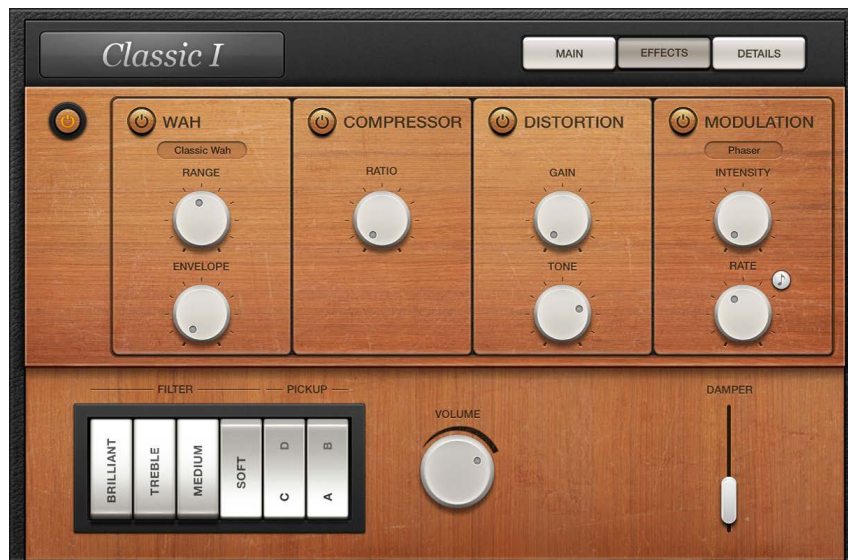 Classic I
MAIN
EFFECTS
DETAILS
WAH
COMPRESSOR
DISTORTION
MODULATION
Classic Wah
Phaser
RANGE
RATIO
GAIN
INTENSITY
ENVELOPE
TONE
RATE
FILTER
PICKUP
DAMPER
VOLUME
BRILLIANT
TREBLE
MEDIUM
SOFT
D
C
B
A